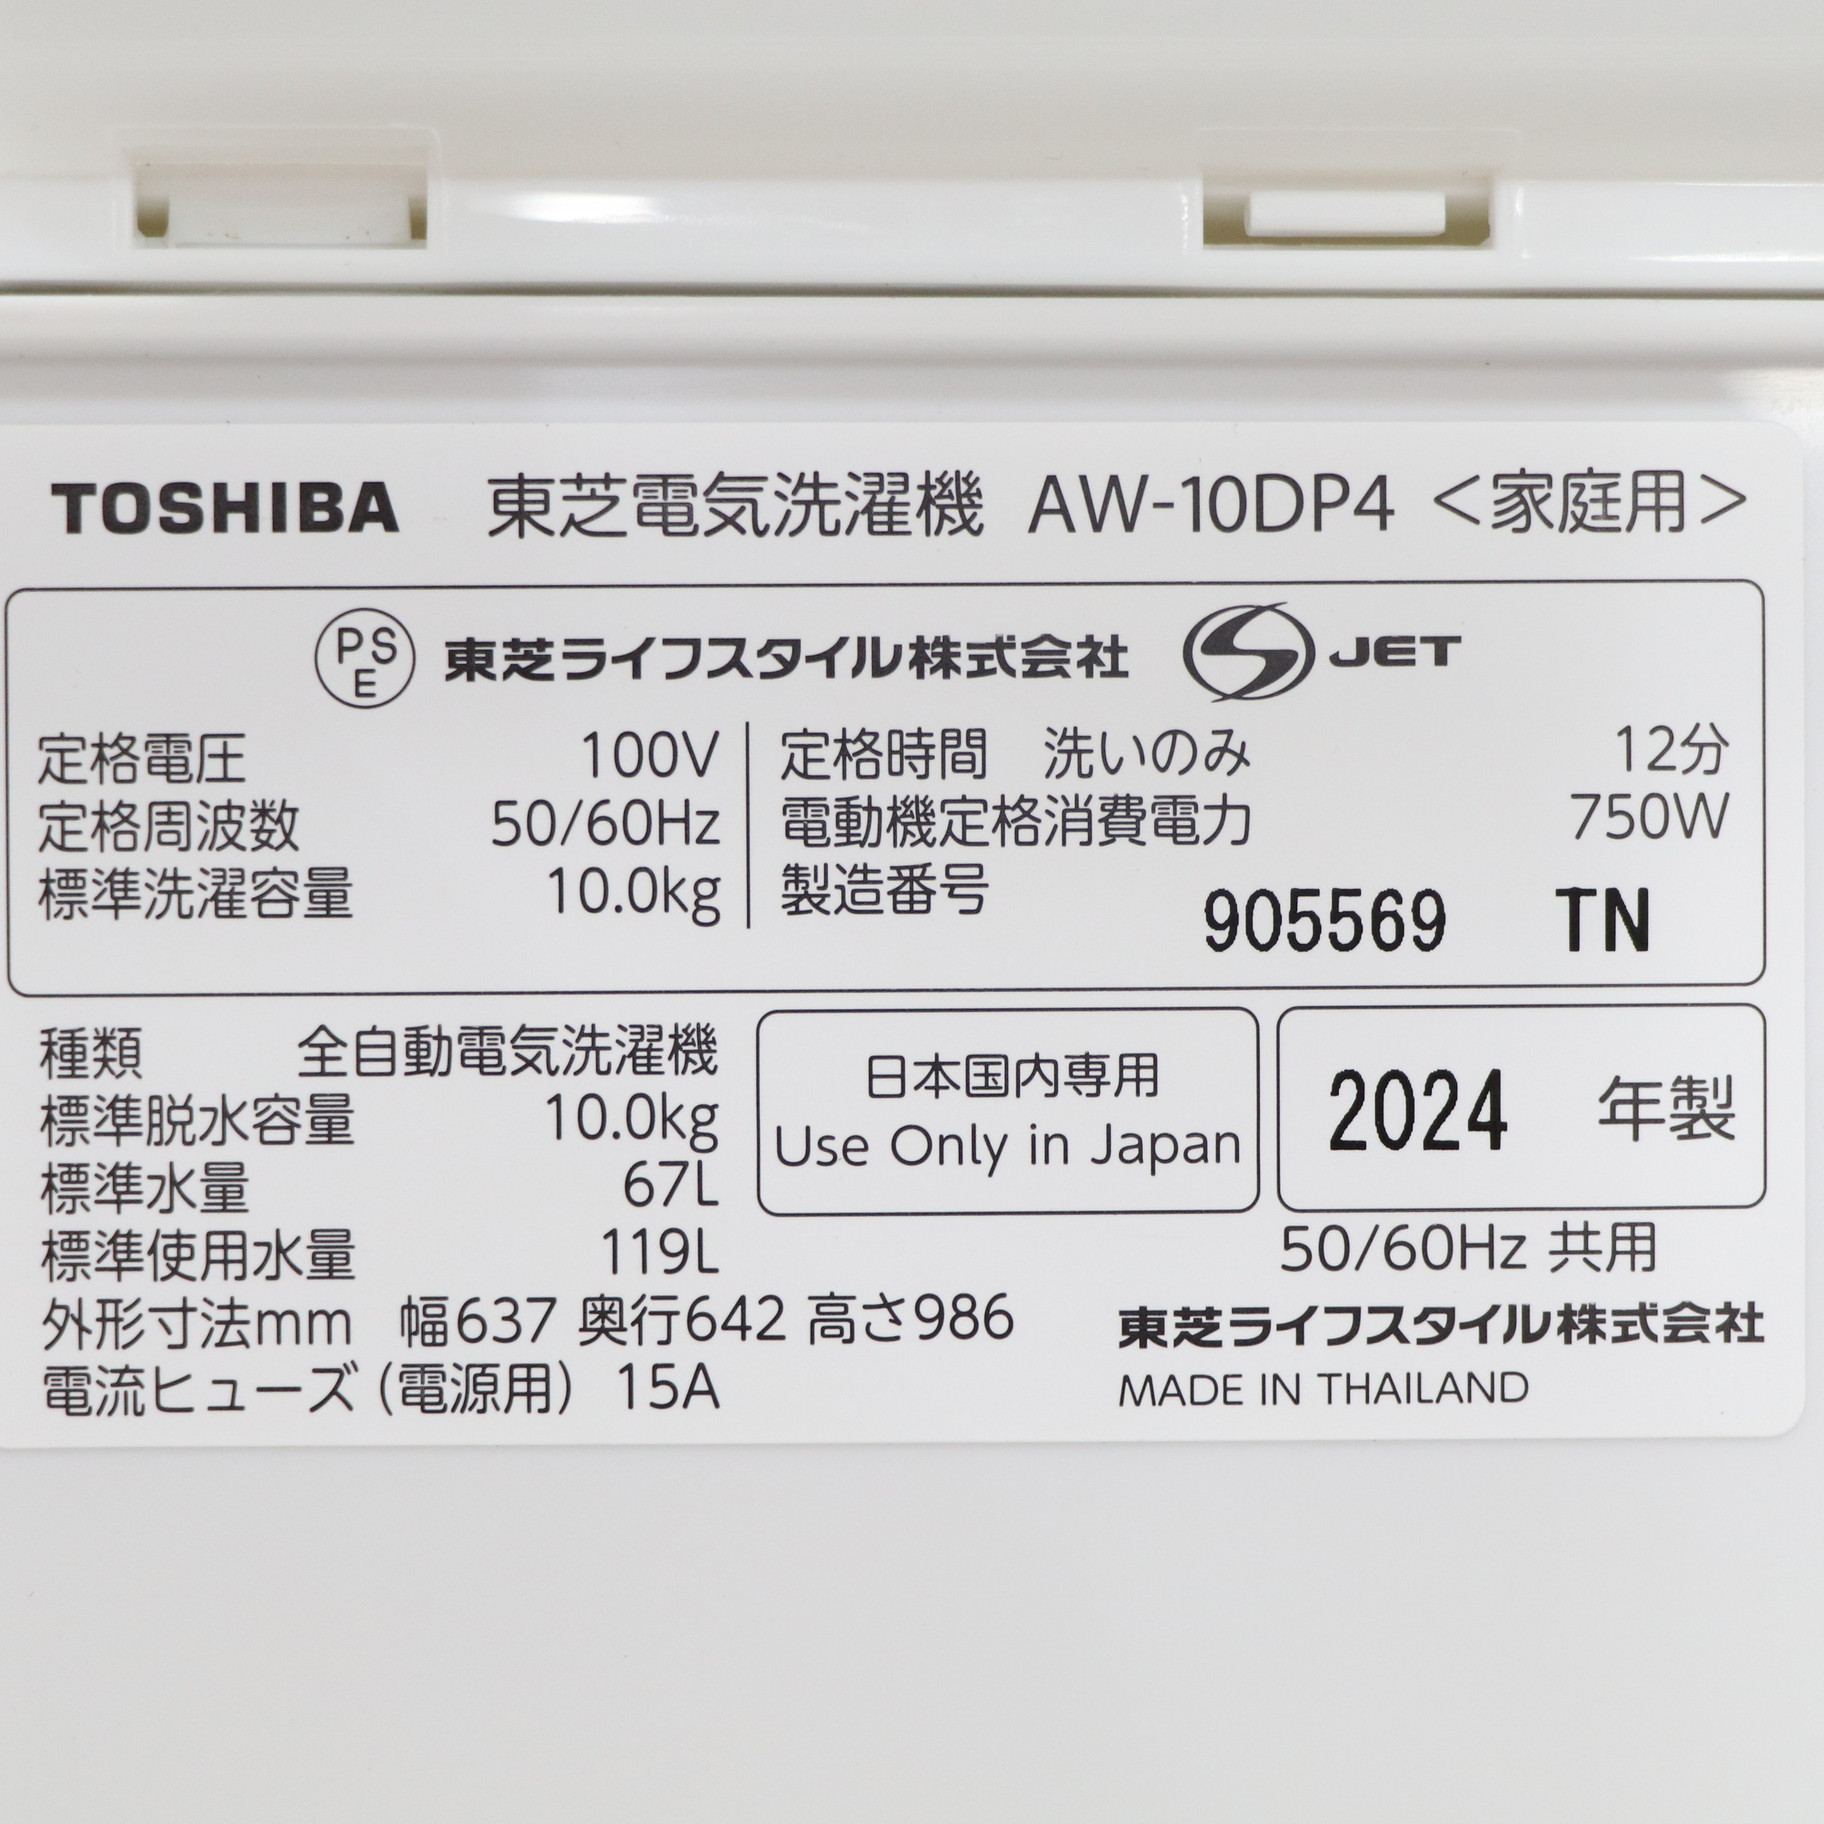 TOSHIBA 東芝電気洗濯機 AW-10DP4 <家庭用>
PSE 東芝ライフスタイル株式会社 S JET
定格電圧 100V
定格周波数 50/60Hz
標準洗濯容量 10.0kg
定格時間 洗いのみ 12分
電動機定格消費電力 750W
製造番号 905569 TN
種類 全自動電気洗濯機
標準脱水容量 10.0kg
標準水量 67L
標準使用水量 119L
外形寸法mm 幅637 奥行642 高さ986
電流ヒューズ(電源用) 15A
日本国内専用
Use Only in Japan
2024 年製
50/60Hz 共用
東芝ライフスタイル株式会社
MADE IN THAILAND